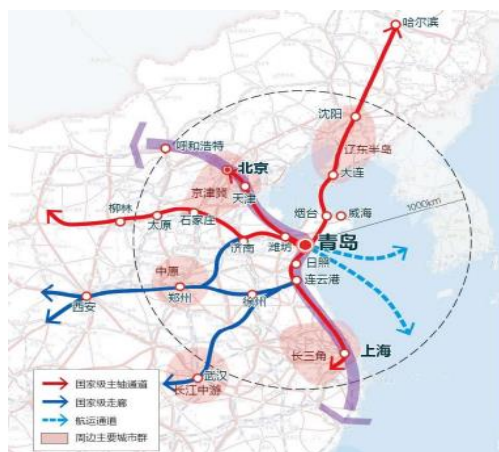 哈尔滨
沈阳
辽东半岛
大连
呼和浩特
北京
京津冀
天津
1000km
烟台
威海
柳林
太原
石家庄
济南
潍坊
青岛
日照
连云港
中原
郑州
徐州
西安
上海
长三角
武汉
长江中游
国家级主轴通道
国家级走廊
航运通道
周边主要城市群